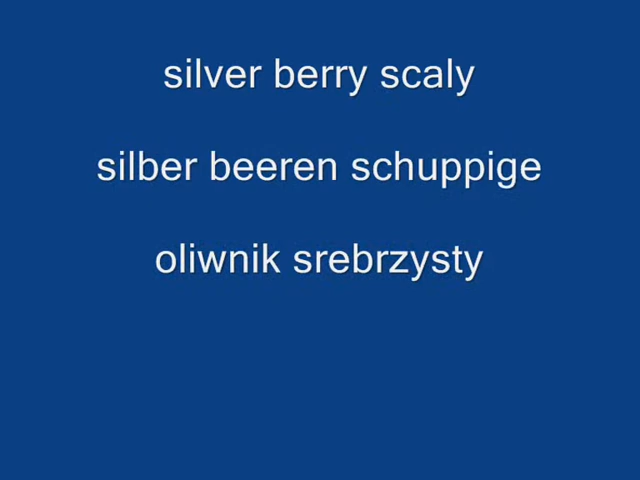 silver berry scaly
silber beeren schuppige
oliwnik srebrzysty